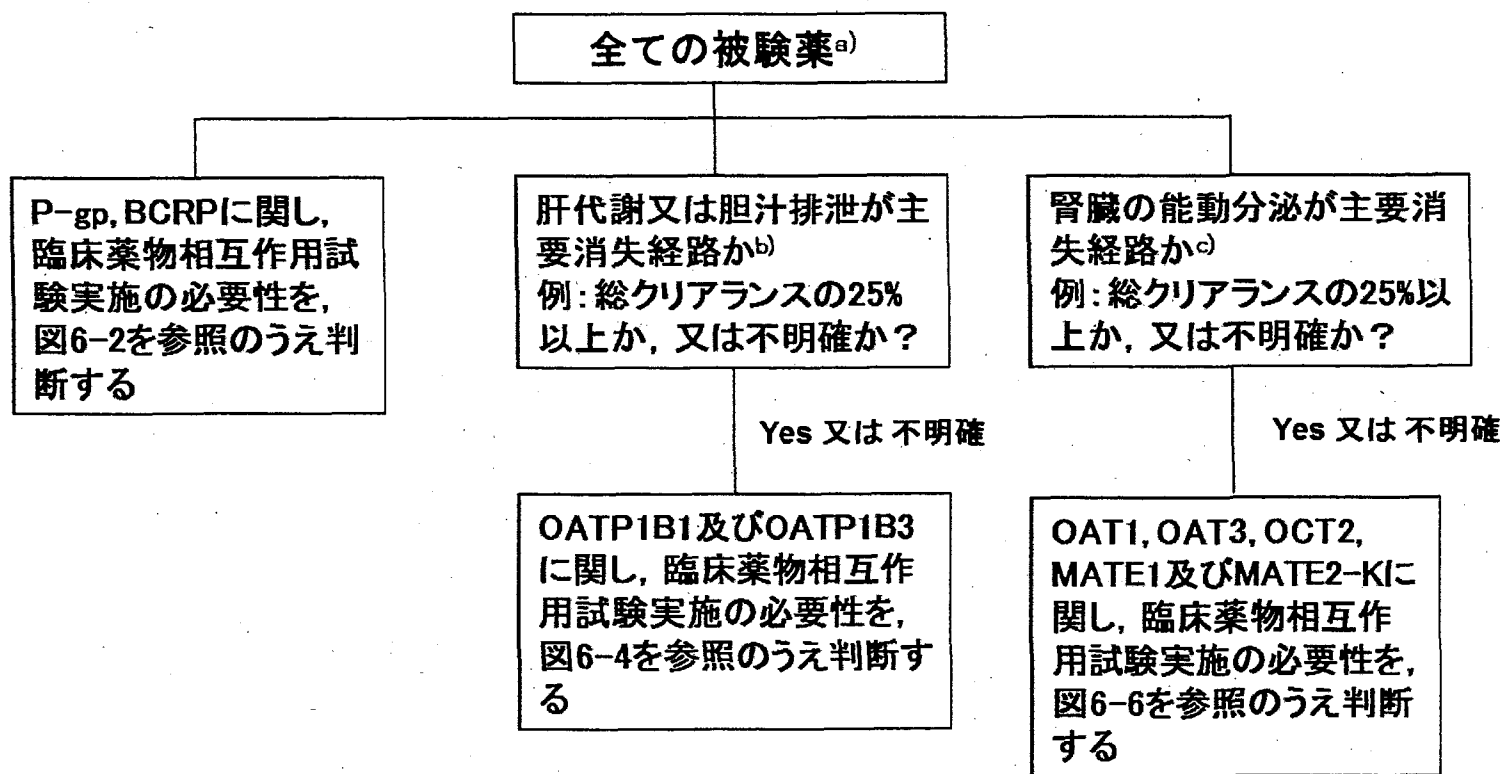 全ての被験薬a)
P-gp, BCRPに関し,
臨床薬物相互作用試
験実施の必要性を,
図6-2を参照のうえ判
断する
肝代謝又は胆汁排泄が主
要消失経路かb)
例：総クリアランスの25%
以上か, 又は不明確か？
Yes 又は 不明確
OATP1B1及びOATP1B3
に関し, 臨床薬物相互作
用試験実施の必要性を,
図6-4を参照のうえ判断す
る
腎臓の能動分泌が主要消
失経路かc)
例：総クリアランスの25%以
上か, 又は不明確か？
Yes 又は 不明確
OAT1, OAT3, OCT2,
MATE1及びMATE2-Kに
関し, 臨床薬物相互作
用試験実施の必要性を,
図6-6を参照のうえ判断
する